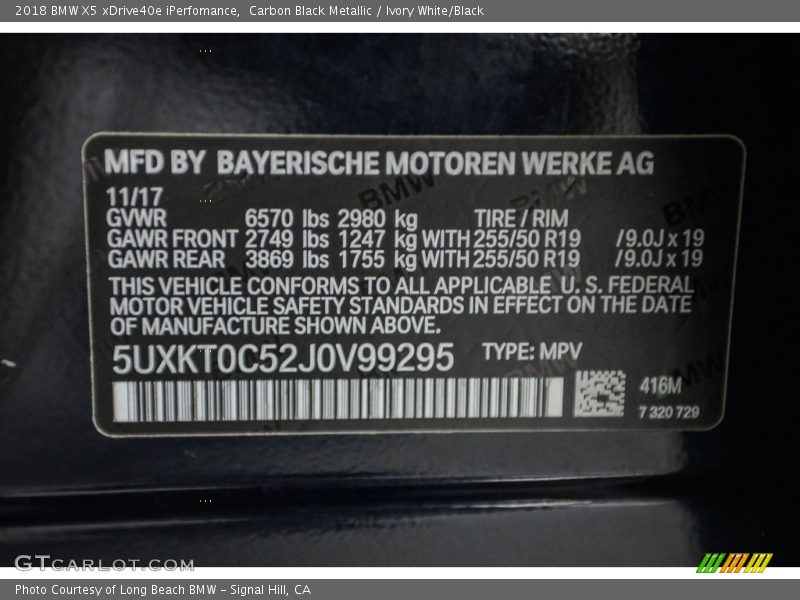 2018 BMW X5 xDrive40e iPerfomance,  Carbon Black Metallic / Ivory White/Black
MFD BY BAYERISCHE MOTOREN WERKE AG
11/17
GVWR 6570 lbs 2980 kg TIRE / RIM
GAWR FRONT 2749 lbs 1247 kg WITH 255/50 R19 /9.0J x 19
GAWR REAR 3869 lbs 1755 kg WITH 255/50 R19 /9.0J x 19
THIS VEHICLE CONFORMS TO ALL APPLICABLE U. S. FEDERAL
MOTOR VEHICLE SAFETY STANDARDS IN EFFECT ON THE DATE
OF MANUFACTURE SHOWN ABOVE.
5UXKT0C52J0V99295 TYPE: MPV
416M
7 320 729
GTCARLOT.COM
Photo Courtesy of Long Beach BMW – Signal Hill, CA